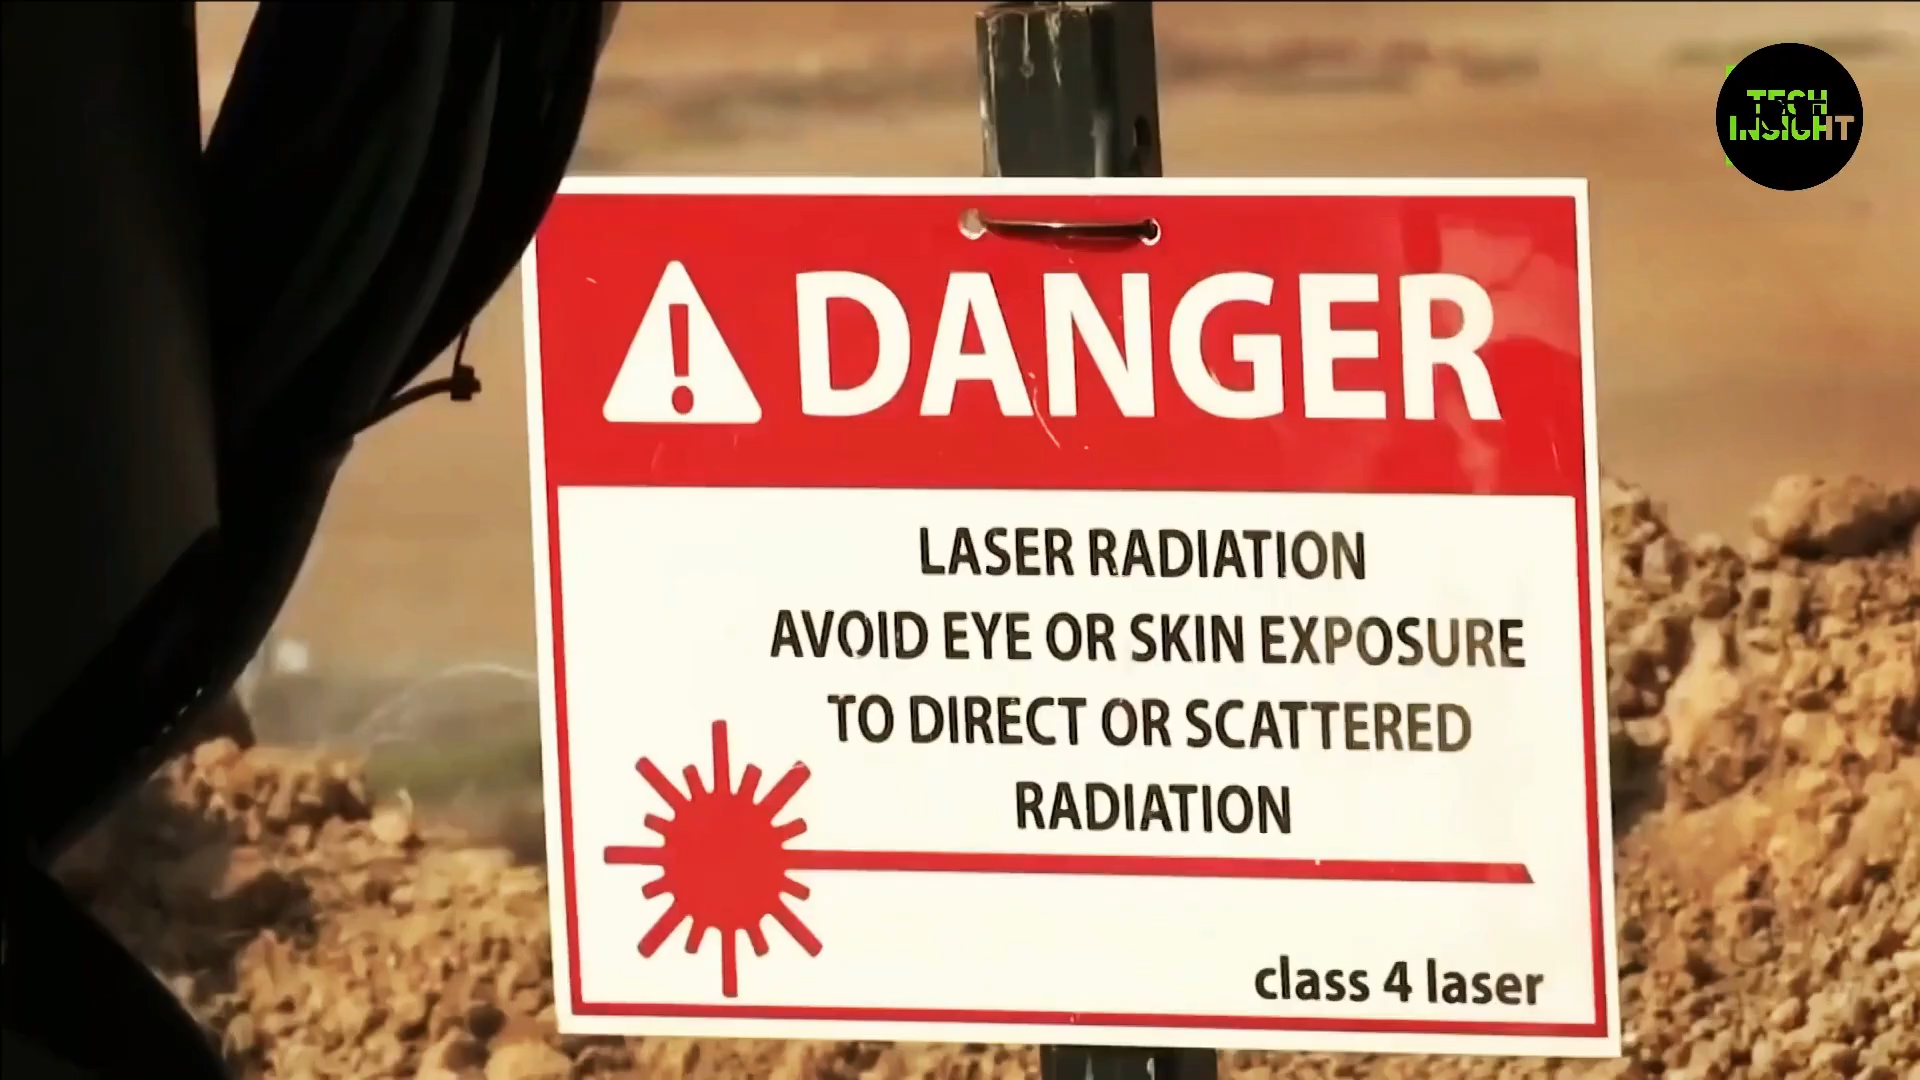 TECH
INSIGHT
DANGER
LASER RADIATION
AVOID EYE OR SKIN EXPOSURE
TO DIRECT OR SCATTERED
RADIATION
class 4 laser